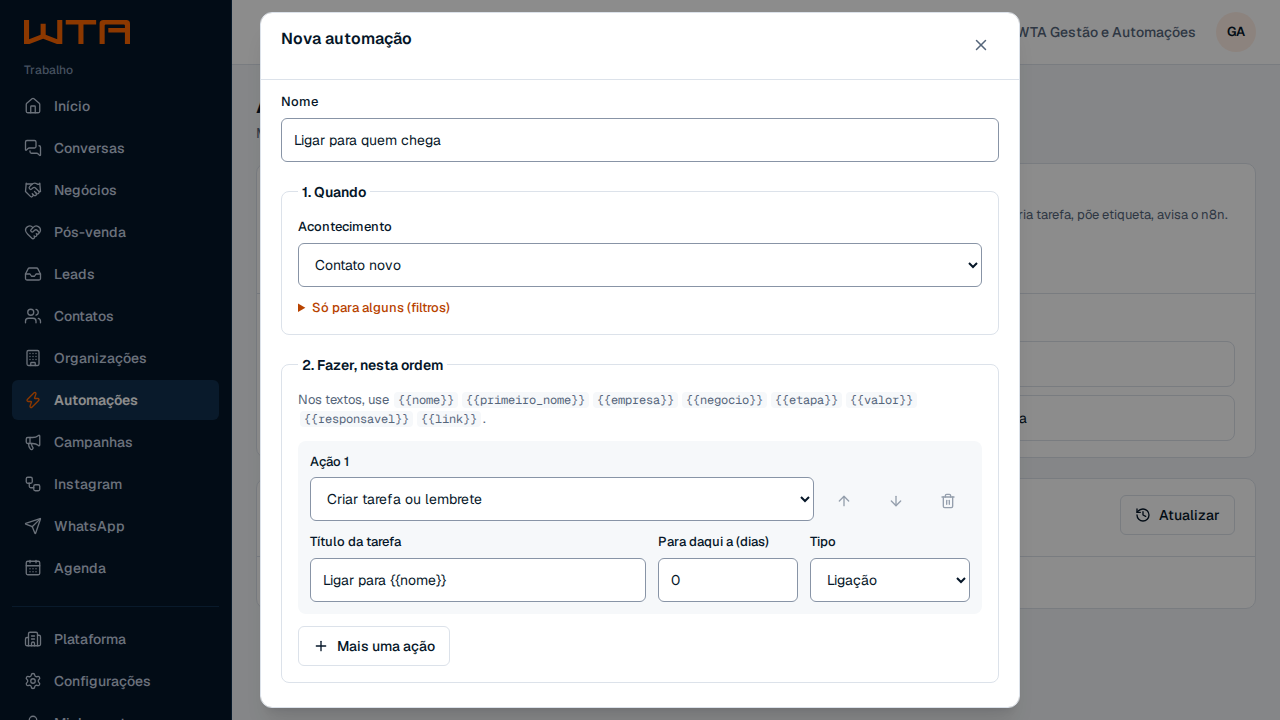 WTA
Trabalho
Início
Conversas
Negócios
Pós-venda
Leads
Contatos
Organizações
Automações
Campanhas
Instagram
WhatsApp
Agenda
Plataforma
Configurações
WTA Gestão e Automações
GA
ria tarefa, põe etiqueta, avisa o n8n.
a
Atualizar
Nova automação
Nome
Ligar para quem chega
1. Quando
Acontecimento
Contato novo
Só para alguns (filtros)
2. Fazer, nesta ordem
Nos textos, use {{nome}} {{primeiro_nome}} {{empresa}} {{negocio}} {{etapa}} {{valor}}
{{responsavel}} {{link}} .
Ação 1
Criar tarefa ou lembrete
Título da tarefa
Para daqui a (dias)
Tipo
Ligar para {{nome}}
0
Ligação
Mais uma ação